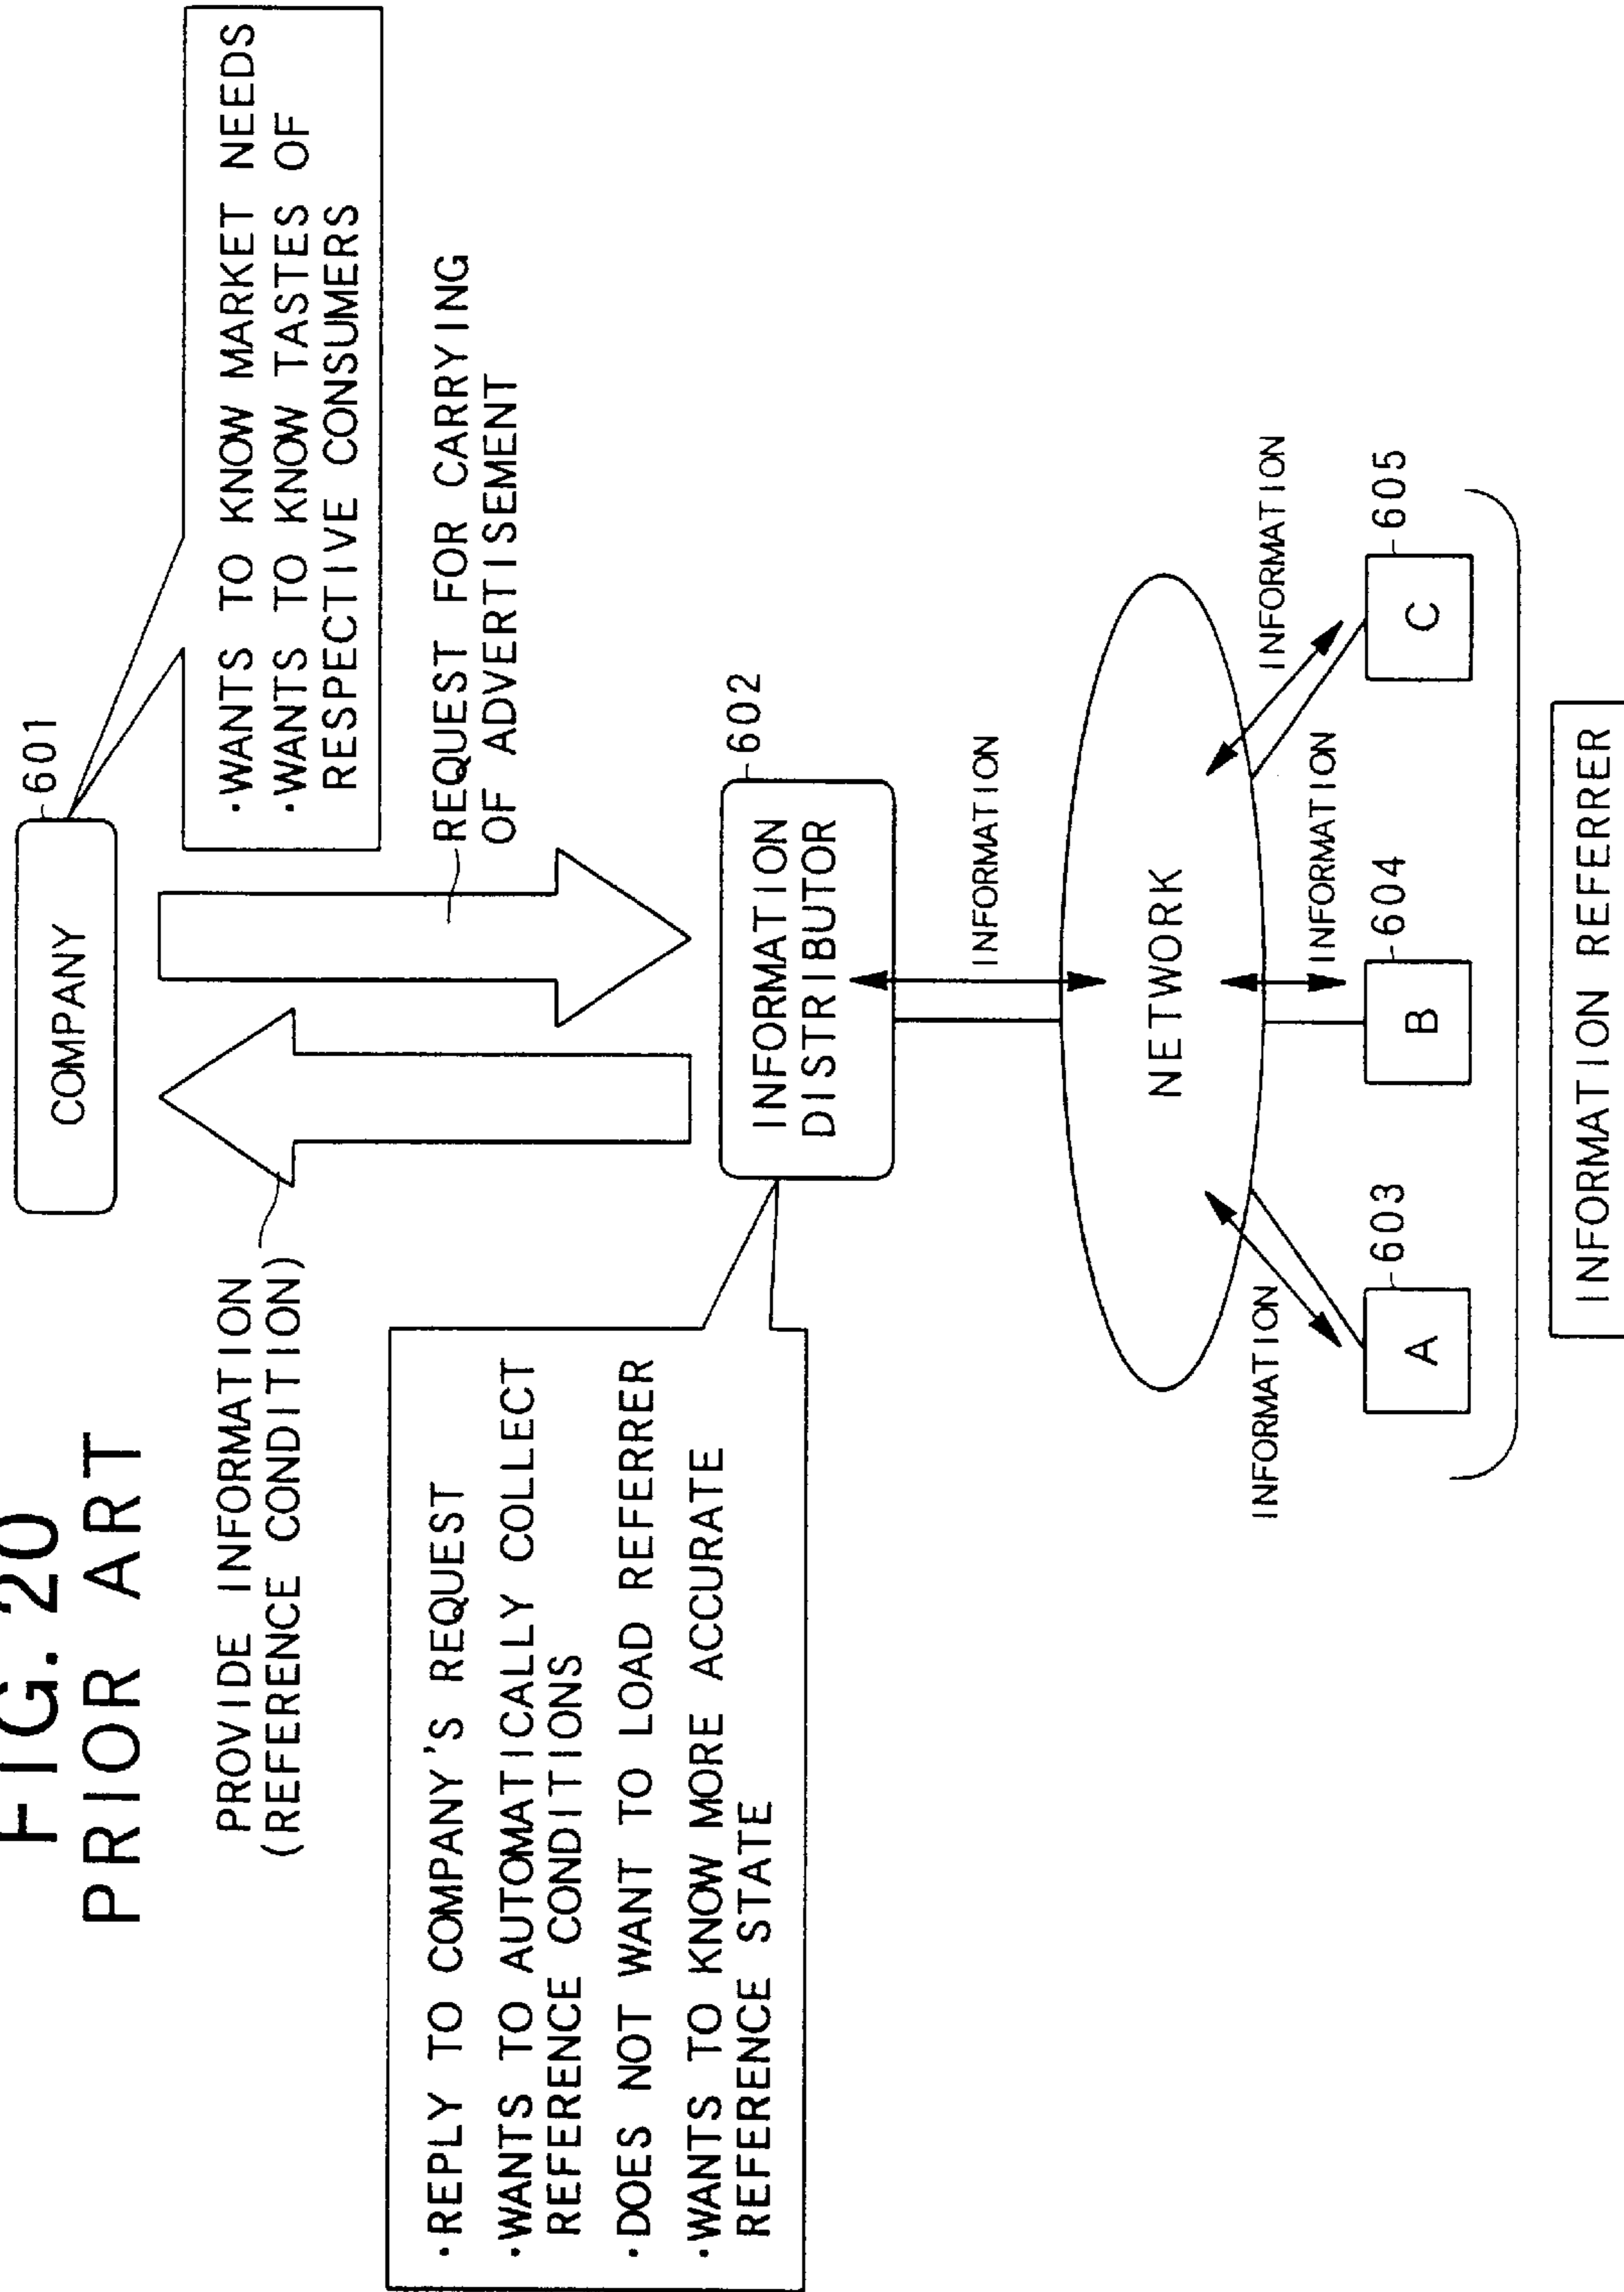 FIG. 20
PRIOR ART
COMPANY
601
·WANTS TO KNOW MARKET NEEDS
·WANTS TO KNOW TASTES OF
RESPECTIVE CONSUMERS
PROVIDE INFORMATION
(REFERENCE CONDITION)
REQUEST FOR CARRYING
OF ADVERTISEMENT
·REPLY TO COMPANY'S REQUEST
·WANTS TO AUTOMATICALLY COLLECT
REFERENCE CONDITIONS
·DOES NOT WANT TO LOAD REFERRER
·WANTS TO KNOW MORE ACCURATE
REFERENCE STATE
INFORMATION
DISTRIBUTOR
602
INFORMATION
NETWORK
INFORMATION
INFORMATION
INFORMATION
A
603
B
604
C
605
INFORMATION REFERRER